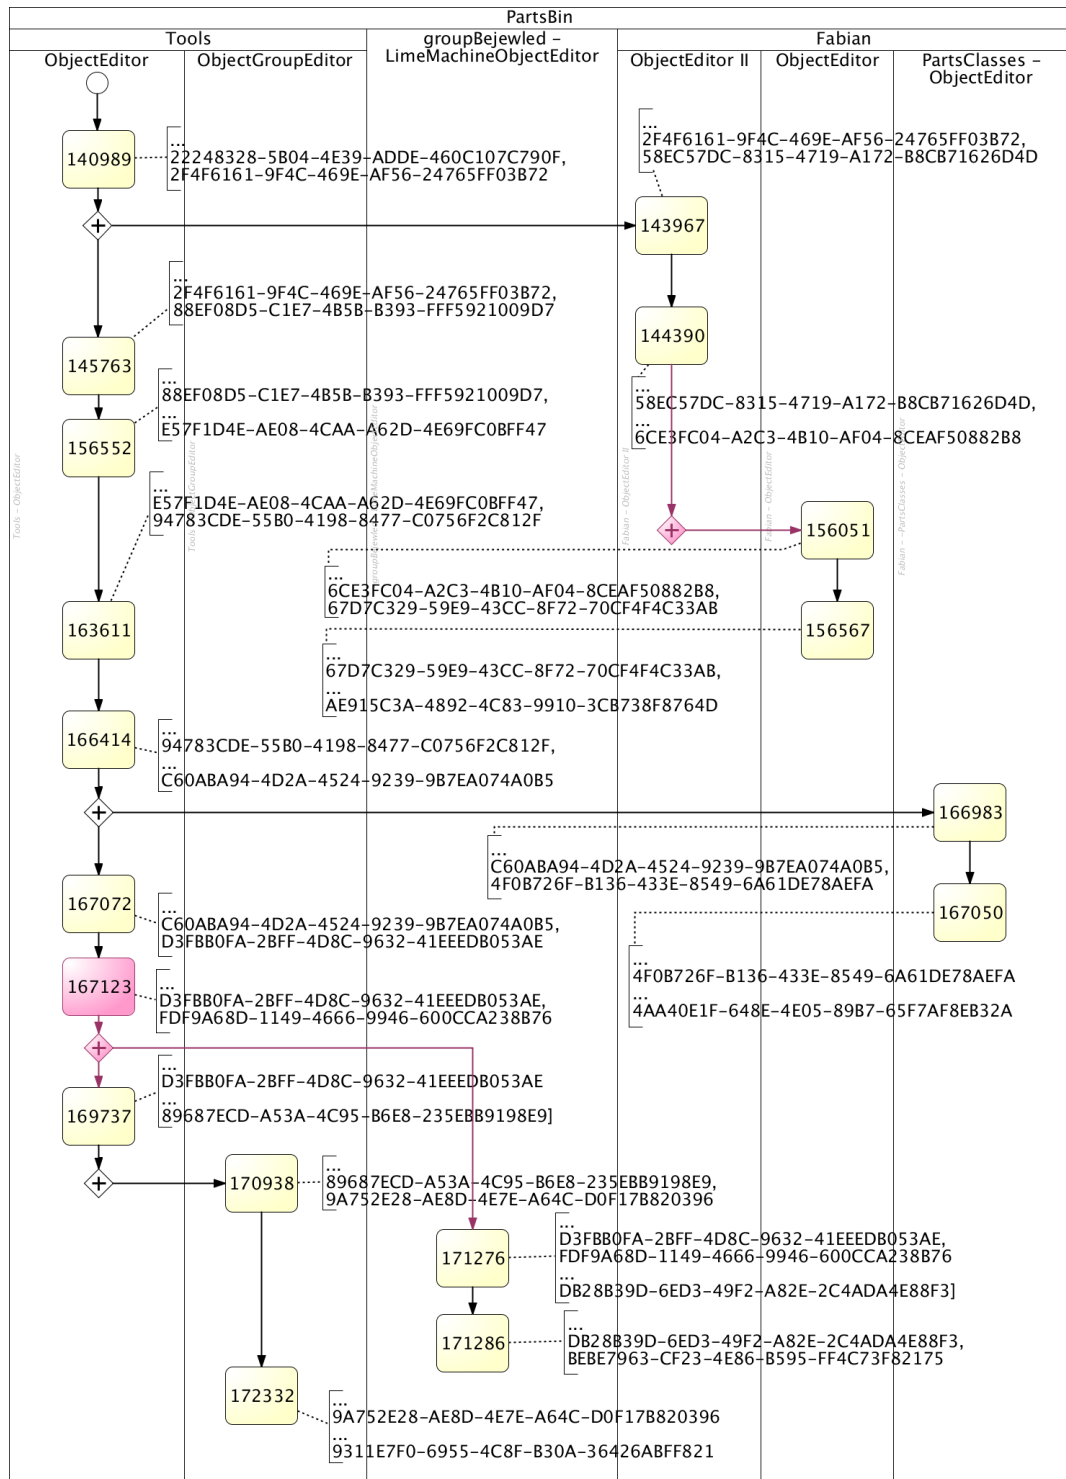 PartsBin
Tools
groupBejewled -
LimeMachineObjectEditor
Fabian
ObjectEditor
ObjectGroupEditor
ObjectEditor II
ObjectEditor
PartsClasses -
ObjectEditor
140989
...
22248328-5B04-4E39-ADDE-460C107C790F,
2F4F6161-9F4C-469E-AF56-24765FF03B72
...
2F4F6161-9F4C-469E-AF56-24765FF03B72,
58EC57DC-8315-4719-A172-B8CB71626D4D
143967
...
2F4F6161-9F4C-469E-AF56-24765FF03B72,
88EF08D5-C1E7-4B5B-B393-FFF5921009D7
144390
145763
...
88EF08D5-C1E7-4B5B-B393-FFF5921009D7,
...
E57F1D4E-AE08-4CAA-A62D-4E69FC0BFF47
...
58EC57DC-8315-4719-A172-B8CB71626D4D,
...
6CE3FC04-A2C3-4B10-AF04-8CEAF50882B8
156552
Tools - ObjectEditor
Fabian - ObjectEditor II
Fabian - ObjectEditor
Fabian - -PartsClasses - ObjectEditor
...
E57F1D4E-AE08-4CAA-A62D-4E69FC0BFF47,
94783CDE-55B0-4198-8477-C0756F2C812F
156051
...
6CE3FC04-A2C3-4B10-AF04-8CEAF50882B8,
67D7C329-59E9-43CC-8F72-70CF4F4C33AB
163611
156567
...
67D7C329-59E9-43CC-8F72-70CF4F4C33AB,
...
AE915C3A-4892-4C83-9910-3CB738F8764D
166414
...
94783CDE-55B0-4198-8477-C0756F2C812F,
...
C60ABA94-4D2A-4524-9239-9B7EA074A0B5
166983
...
C60ABA94-4D2A-4524-9239-9B7EA074A0B5,
4F0B726F-B136-433E-8549-6A61DE78AEFA
167072
...
C60ABA94-4D2A-4524-9239-9B7EA074A0B5,
D3FBB0FA-2BFF-4D8C-9632-41EEEDB053AE
167050
...
4F0B726F-B136-433E-8549-6A61DE78AEFA
...
4AA40E1F-648E-4E05-89B7-65F7AF8EB32A
167123
...
D3FBB0FA-2BFF-4D8C-9632-41EEEDB053AE,
FDF9A68D-1149-4666-9946-600CCA238B76
...
D3FBB0FA-2BFF-4D8C-9632-41EEEDB053AE
...
89687ECD-A53A-4C95-B6E8-235EBB9198E9]
169737
170938
...
89687ECD-A53A-4C95-B6E8-235EBB9198E9,
9A752E28-AE8D-4E7E-A64C-D0F17B820396
171276
...
D3FBB0FA-2BFF-4D8C-9632-41EEEDB053AE,
FDF9A68D-1149-4666-9946-600CCA238B76
...
DB28B39D-6ED3-49F2-A82E-2C4ADA4E88F3]
171286
...
DB28B39D-6ED3-49F2-A82E-2C4ADA4E88F3,
BEBE7963-CF23-4E86-B595-FF4C73F82175
172332
...
9A752E28-AE8D-4E7E-A64C-D0F17B820396
...
9311E7F0-6955-4C8F-B30A-36426ABFF821